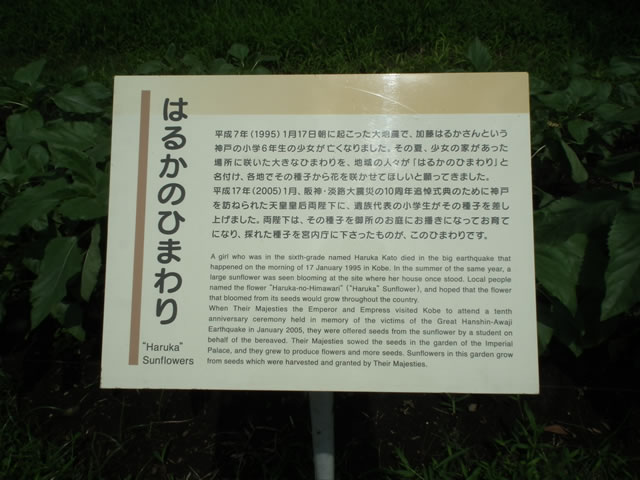 はるかのひまわり
"Haruka"
Sunflowers
平成7年(1995)1月17日朝に起こった大地震で、加藤はるかさんという
神戸の小学6年生の少女が亡くなりました。その夏、少女の家があった
場所に咲いた大きなひまわりを、地域の人々が「はるかのひまわり」と
名付け、各地でその種子から花を咲かせてほしいと願ってきました。
平成17年(2005)1月、阪神・淡路大震災の10周年追悼式典のために神戸
を訪ねられた天皇皇后両陛下に、遺族代表の小学生がその種子を差し
上げました。両陛下は、その種子を御所のお庭にお播きになってお育て
になり、採れた種子を宮内庁に下さったものが、このひまわりです。
A girl who was in the sixth-grade named Haruka Kato died in the big earthquake that
happened on the morning of 17 January 1995 in Kobe. In the summer of the same year, a
large sunflower was seen blooming at the site where her house once stood. Local people
named the flower "Haruka-no-Himawari" ("Haruka" Sunflower), and hoped that the flower
that bloomed from its seeds would grow throughout the country.
When Their Majesties the Emperor and Empress visited Kobe to attend a tenth
anniversary ceremony held in memory of the victims of the Great Hanshin-Awaji
Earthquake in January 2005, they were offered seeds from the sunflower by a student on
behalf of the bereaved. Their Majesties sowed the seeds in the garden of the Imperial
Palace, and they grew to produce flowers and more seeds. Sunflowers in this garden grow
from seeds which were harvested and granted by Their Majesties.